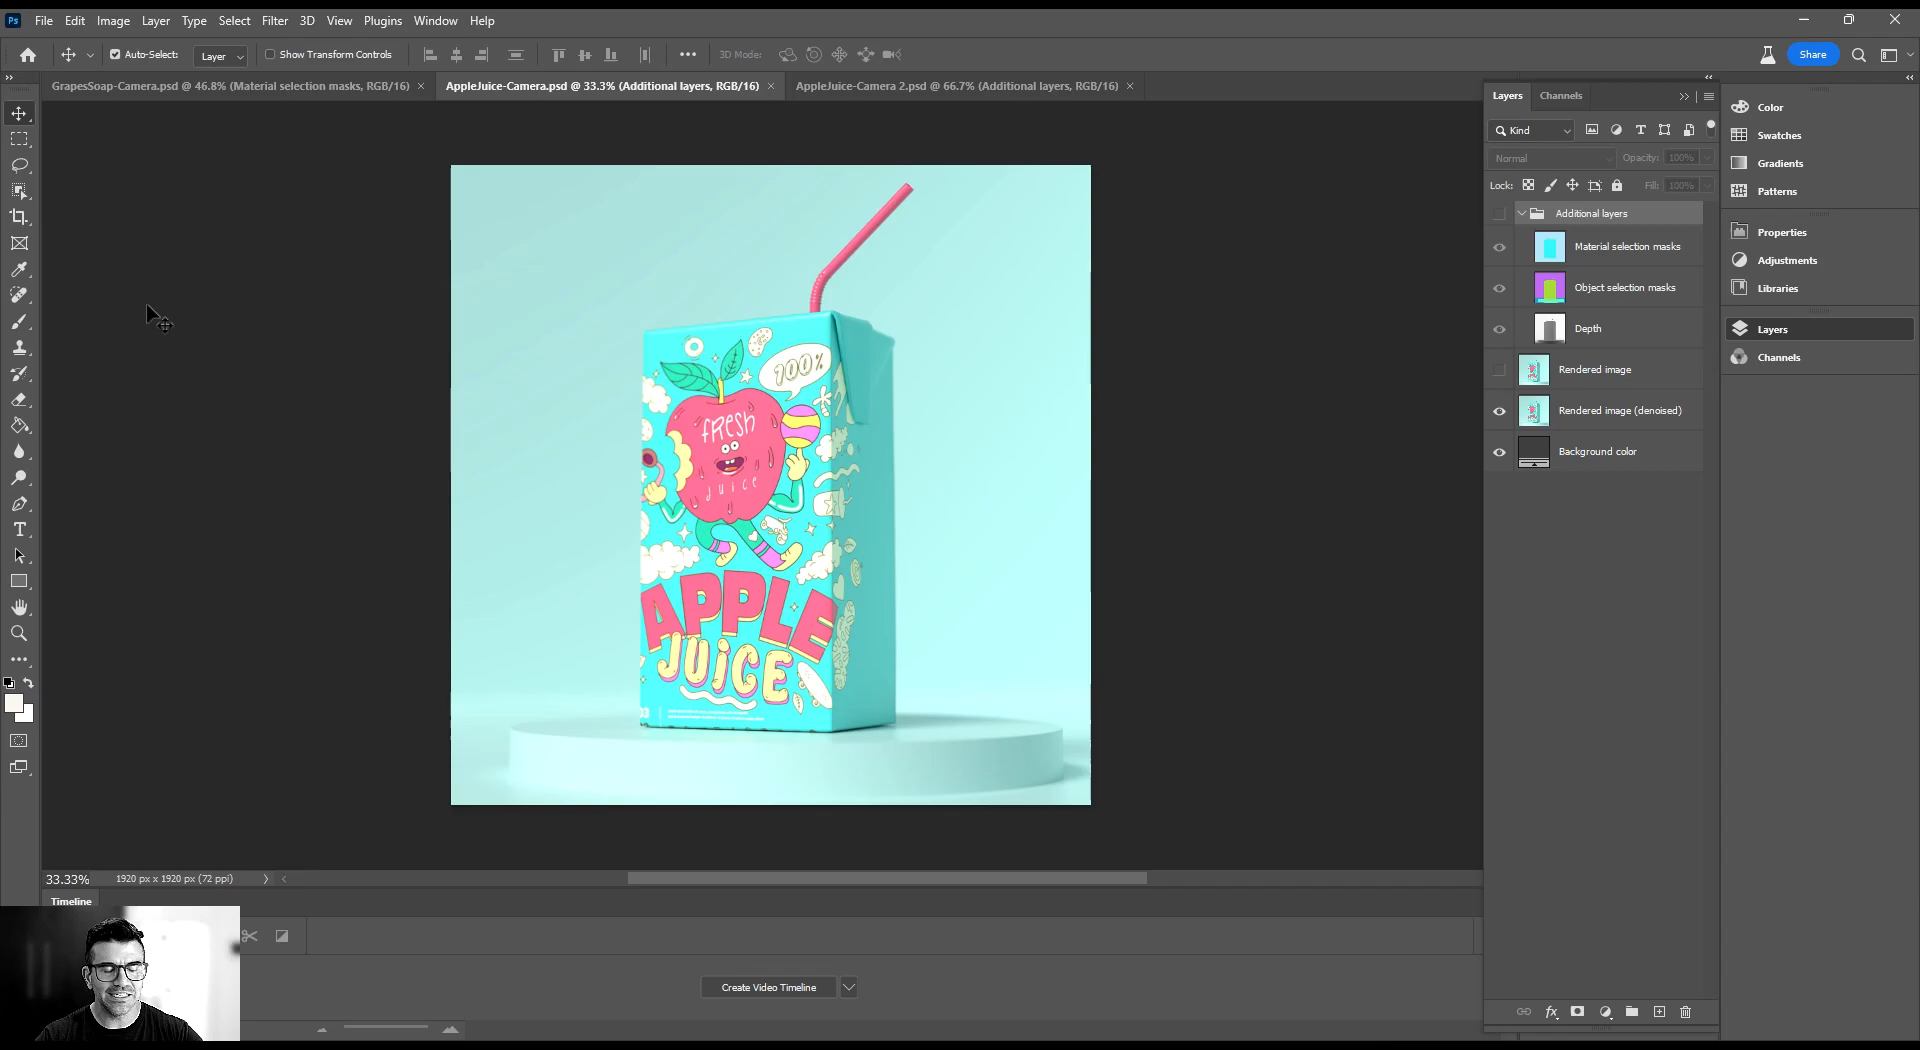 Ps File Edit Image Layer Type Select Filter 3D View Plugins Window Help
Auto-Select: Layer Show Transform Controls 3D Mode: Share
GrapesSoap-Camera.psd @ 46.8% (Material selection masks, RGB/16) AppleJuice-Camera.psd @ 33.3% (Additional layers, RGB/16) AppleJuice-Camera 2.psd @ 66.7% (Additional layers, RGB/16)
100%
fResh
juice
APPLE
JUiCE
33.33% 1920 px x 1920 px (72 ppi)
Timeline
Create Video Timeline
Layers Channels
Kind
Normal Opacity: 100%
Lock: Fill: 100%
Additional layers
Material selection masks
Object selection masks
Depth
Rendered image
Rendered image (denoised)
Background color
fx
Color
Swatches
Gradients
Patterns
Properties
Adjustments
Libraries
Layers
Channels